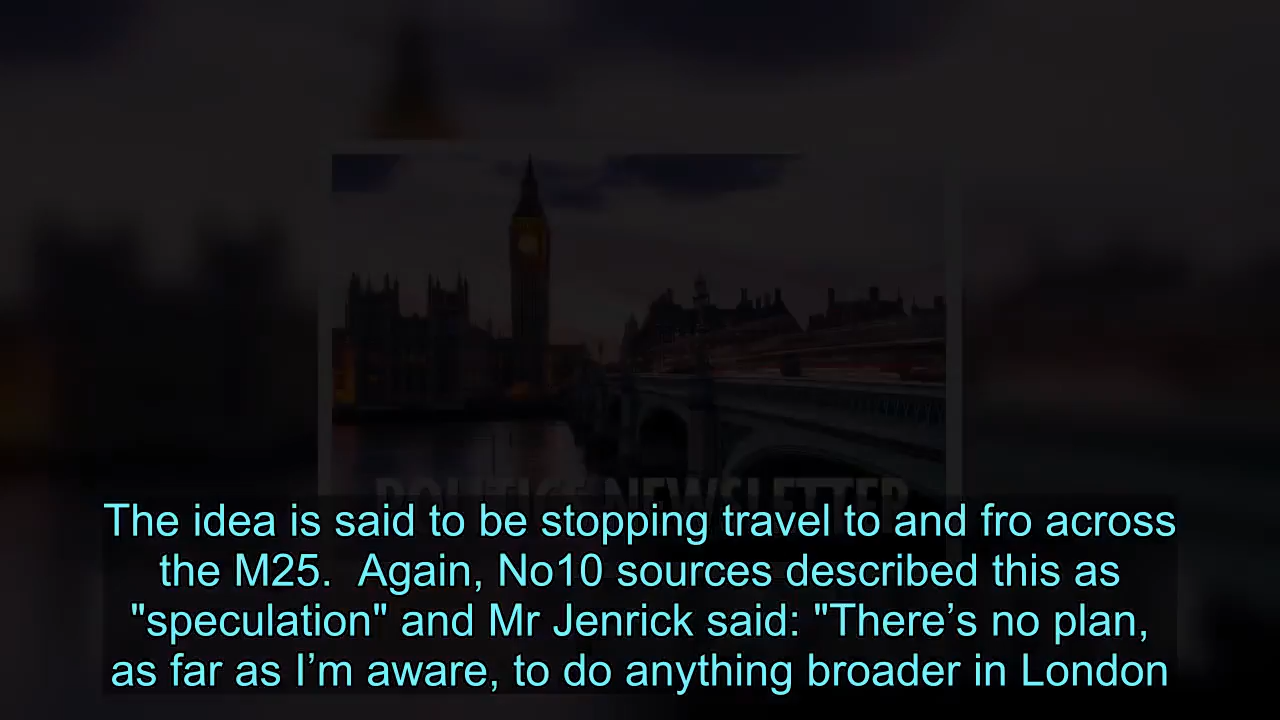 POLITICS NEWSLETTER
The idea is said to be stopping travel to and fro across
the M25.  Again, No10 sources described this as
"speculation" and Mr Jenrick said: "There’s no plan,
as far as I’m aware, to do anything broader in London